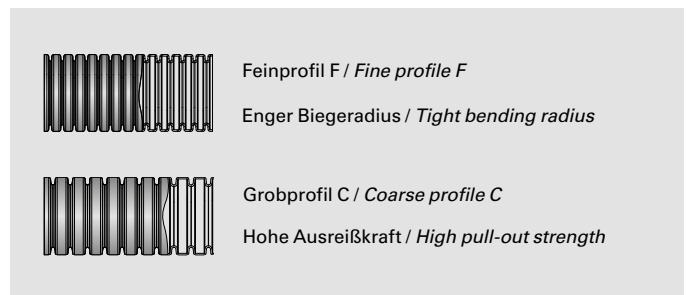 Feinprofil F / Fine profile F
Enger Biegeradius / Tight bending radius
Grobprofil C / Coarse profile C
Hohe Ausreißkraft / High pull-out strength